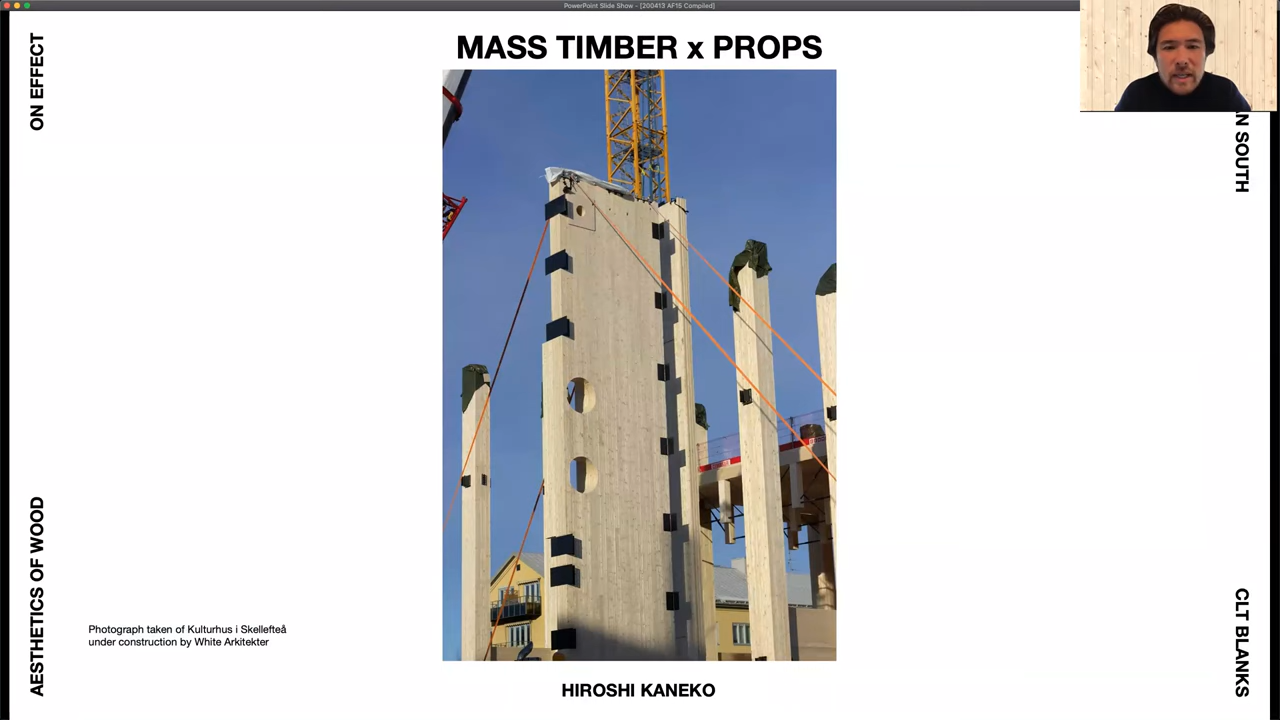 PowerPoint Slide Show - [200413 AF15 Compiled]
ON EFFECT
MASS TIMBER x PROPS
SOUTH
AESTHETICS OF WOOD
Photograph taken of Kulturhus i Skellefteå
under construction by White Arkitekter
HIROSHI KANEKO
CLT BLANKS